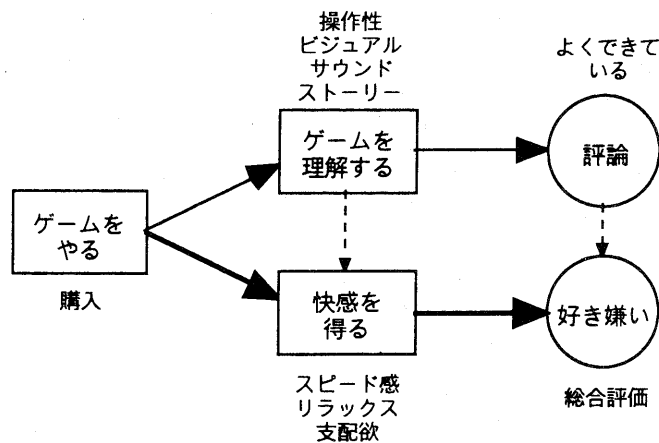 操作性
ビジュアル
サウンド
ストーリー
ゲームを
理解する
よくできて
いる
評論
ゲームを
やる
購入
快感を
得る
スピード感
リラックス
支配欲
好き嫌い
総合評価